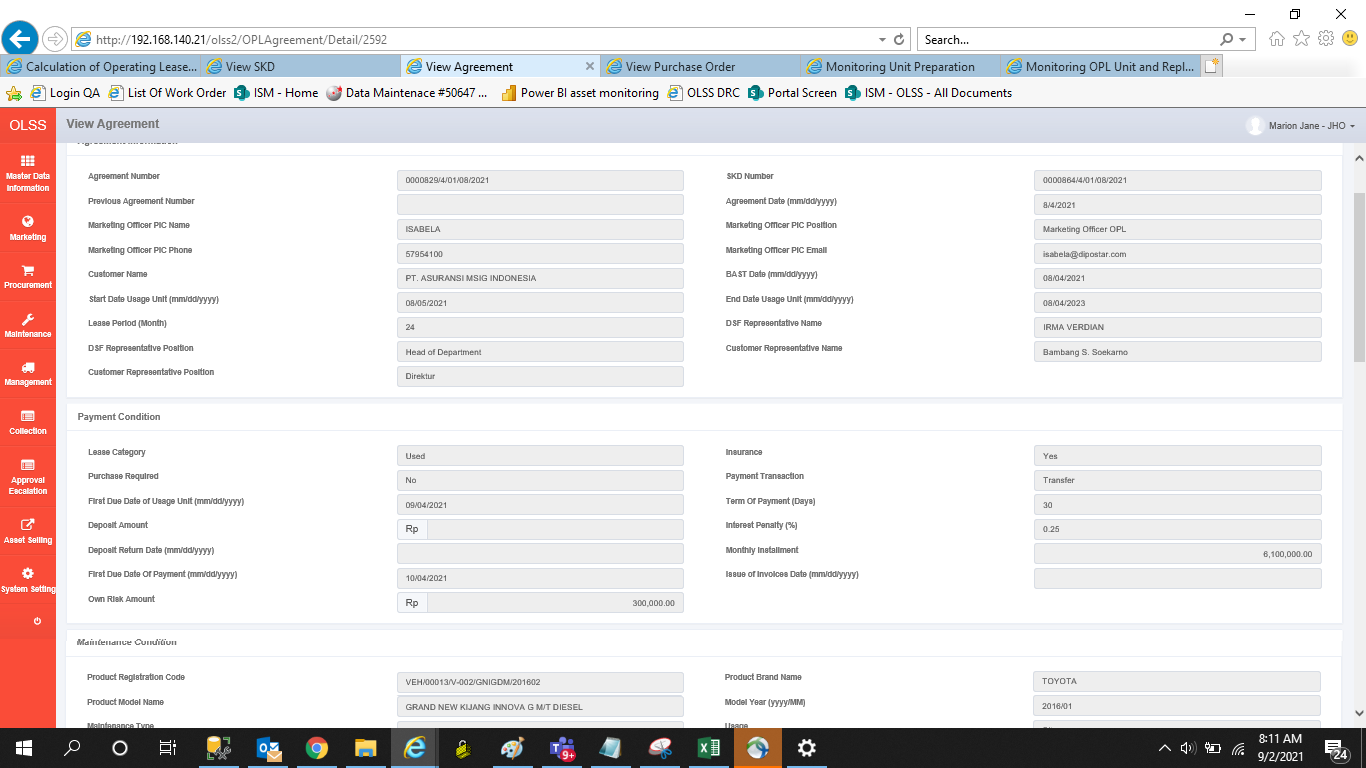 http://192.168.140.21/olss2/OPLAgreement/Detail/2592
Search...
Calculation of Operating Lease...
View SKD
View Agreement
View Purchase Order
Monitoring Unit Preparation
Monitoring OPL Unit and Repl...
Login QA
List Of Work Order
ISM - Home
Data Maintenace #50647 ...
Power BI asset monitoring
OLSS DRC
Portal Screen
ISM - OLSS - All Documents
OLSS
View Agreement
Marion Jane - JHO
Master Data
Information
Marketing
Procurement
Maintenance
Management
Collection
Approval
Escalation
Asset Selling
System Setting
Agreement Information
Agreement Number 0000829/4/01/08/2021 SKD Number 0000864/4/01/08/2021
Previous Agreement Number Agreement Date (mm/dd/yyyy) 8/4/2021
Marketing Officer PIC Name ISABELA Marketing Officer PIC Position Marketing Officer OPL
Marketing Officer PIC Phone 57954100 Marketing Officer PIC Email isabela@dipostar.com
Customer Name PT. ASURANSI MSIG INDONESIA BAST Date (mm/dd/yyyy) 08/04/2021
Start Date Usage Unit (mm/dd/yyyy) 08/05/2021 End Date Usage Unit (mm/dd/yyyy) 08/04/2023
Lease Period (Month) 24 DSF Representative Name IRMA VERDIAN
DSF Representative Position Head of Department Customer Representative Name Bambang S. Soekarno
Customer Representative Position Direktur
Payment Condition
Lease Category Used Insurance Yes
Purchase Required No Payment Transaction Transfer
First Due Date of Usage Unit (mm/dd/yyyy) 09/04/2021 Term Of Payment (Days) 30
Deposit Amount Rp Interest Penalty (%) 0.25
Deposit Return Date (mm/dd/yyyy) Monthly Installment 6,100,000.00
First Due Date Of Payment (mm/dd/yyyy) 10/04/2021 Issue of Invoices Date (mm/dd/yyyy)
Own Risk Amount Rp 300,000.00
Maintenance Condition
Product Registration Code VEH/00013/V-002/GNIGDM/201602 Product Brand Name TOYOTA
Product Model Name GRAND NEW KIJANG INNOVA G M/T DIESEL Model Year (yyyy/MM) 2016/01
Maintenance Type Usage
9+
8:11 AM
9/2/2021
24